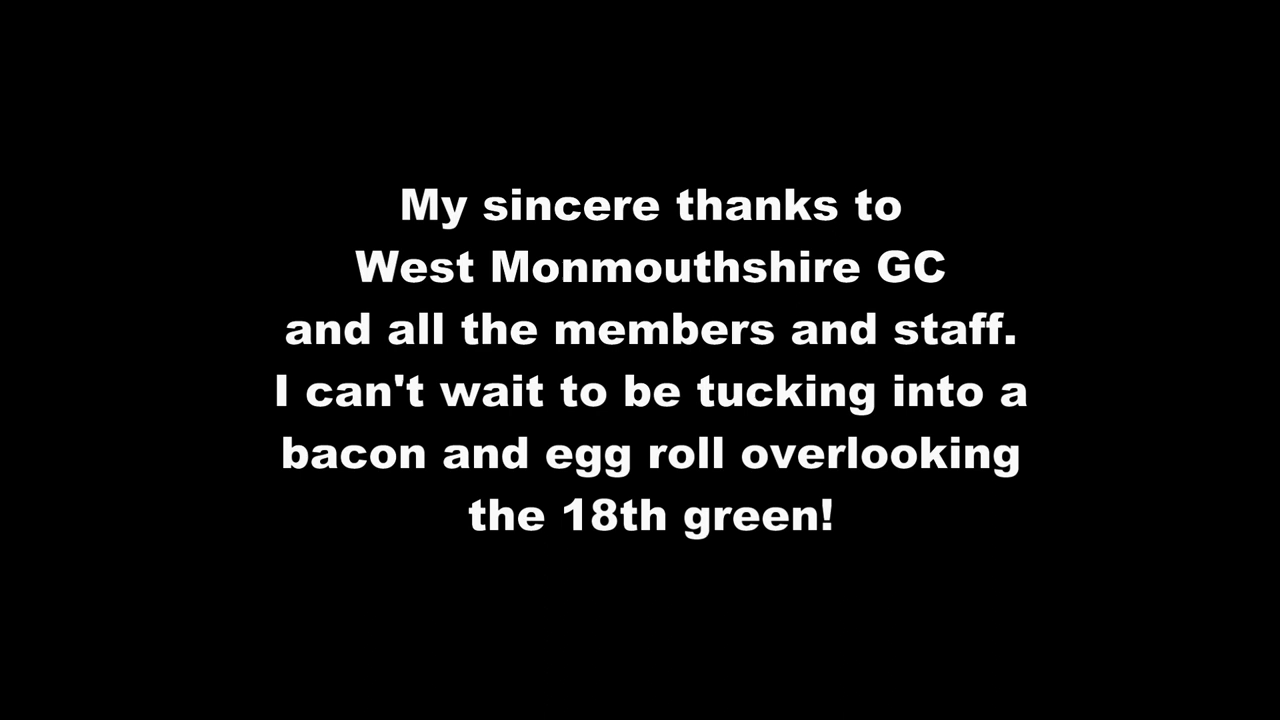 My sincere thanks to
West Monmouthshire GC
and all the members and staff.
I can't wait to be tucking into a
bacon and egg roll overlooking
the 18th green!